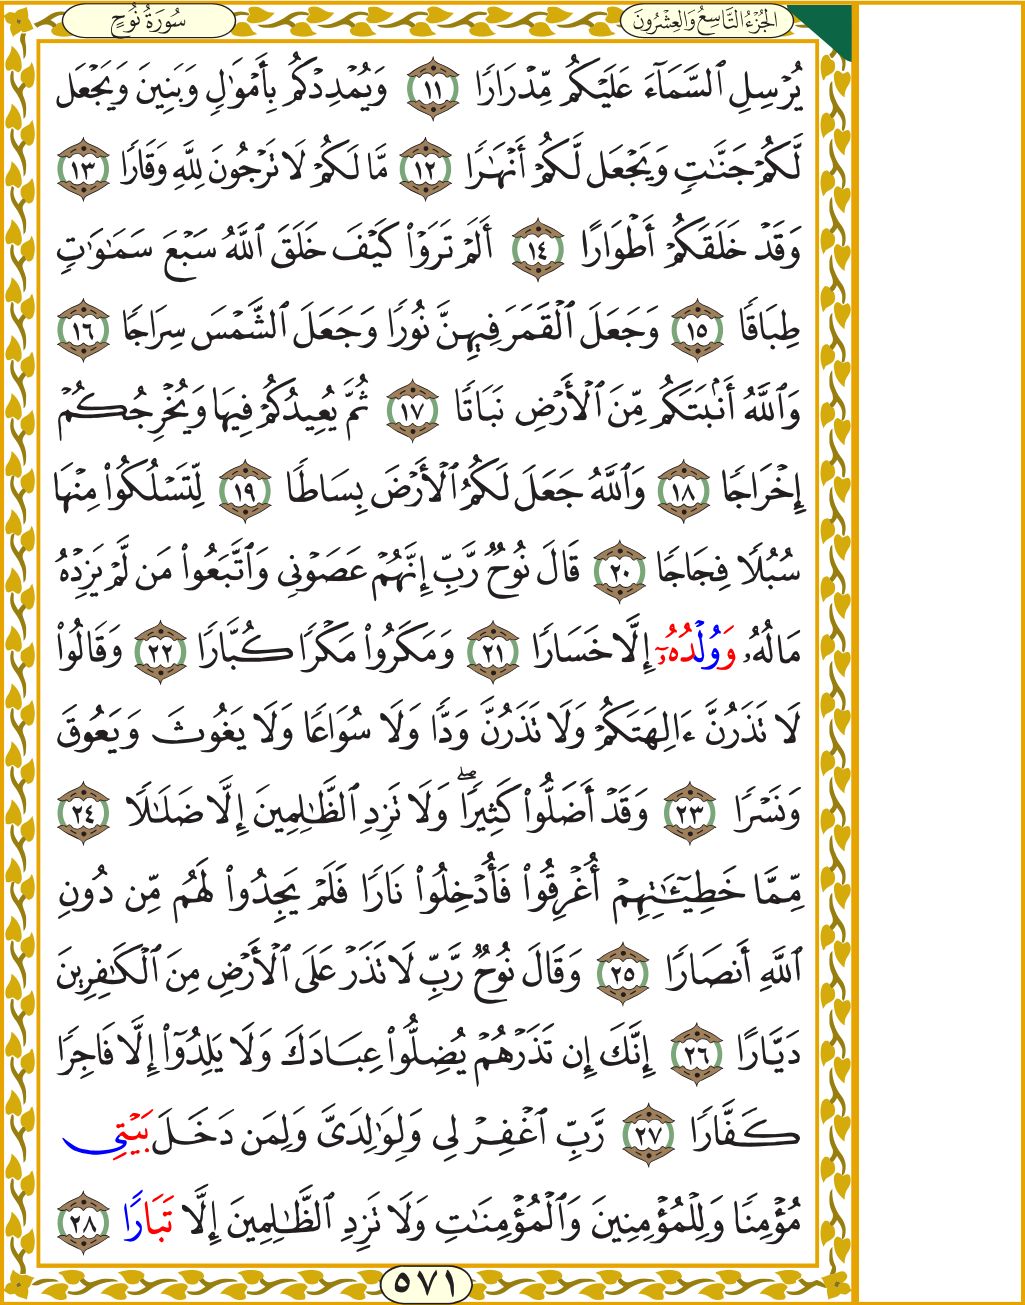 الجُزْءُ التَّاسِعُ وَالعِشْرُونَ
سُورَةُ نُوحٍ
يُرْسِلِ ٱلسَّمَآءَ عَلَيْكُم مِّدْرَارًا ١١ وَيُمْدِدْكُم بِأَمْوَٰلٍ وَبَنِينَ وَيَجْعَل
لَّكُمْ جَنَّٰتٍ وَيَجْعَل لَّكُمْ أَنْهَٰرًا ١٢ مَّا لَكُمْ لَا تَرْجُونَ لِلَّهِ وَقَارًا ١٣
وَقَدْ خَلَقَكُمْ أَطْوَارًا ١٤ أَلَمْ تَرَوْا۟ كَيْفَ خَلَقَ ٱللَّهُ سَبْعَ سَمَٰوَٰتٍ
طِبَاقًا ١٥ وَجَعَلَ ٱلْقَمَرَ فِيهِنَّ نُورًا وَجَعَلَ ٱلشَّمْسَ سِرَاجًا ١٦
وَٱللَّهُ أَنۢبَتَكُم مِّنَ ٱلْأَرْضِ نَبَاتًا ١٧ ثُمَّ يُعِيدُكُمْ فِيهَا وَيُخْرِجُكُمْ
إِخْرَاجًا ١٨ وَٱللَّهُ جَعَلَ لَكُمُ ٱلْأَرْضَ بِسَاطًا ١٩ لِّتَسْلُكُوا۟ مِنْهَا
سُبُلًا فِجَاجًا ٢٠ قَالَ نُوحٌ رَّبِّ إِنَّهُمْ عَصَوْنِى وَٱتَّبَعُوا۟ مَن لَّمْ يَزِدْهُ
مَالُهُۥ وَوُلْدُهُۥٓ إِلَّا خَسَارًا ٢١ وَمَكَرُوا۟ مَكْرًا كُبَّارًا ٢٢ وَقَالُوا۟
لَا تَذَرُنَّ ءَالِهَتَكُمْ وَلَا تَذَرُنَّ وَدًّا وَلَا سُوَاعًا وَلَا يَغُوثَ وَيَعُوقَ
وَنَسْرًا ٢٣ وَقَدْ أَضَلُّوا۟ كَثِيرًا ۖ وَلَا تَزِدِ ٱلظَّٰلِمِينَ إِلَّا ضَلَٰلًا ٢٤
مِّمَّا خَطِيٓـَٰٔتِهِمْ أُغْرِقُوا۟ فَأُدْخِلُوا۟ نَارًا فَلَمْ يَجِدُوا۟ لَهُم مِّن دُونِ
ٱللَّهِ أَنصَارًا ٢٥ وَقَالَ نُوحٌ رَّبِّ لَا تَذَرْ عَلَى ٱلْأَرْضِ مِنَ ٱلْكَٰفِرِينَ
دَيَّارًا ٢٦ إِنَّكَ إِن تَذَرْهُمْ يُضِلُّوا۟ عِبَادَكَ وَلَا يَلِدُوٓا۟ إِلَّا فَاجِرًا
كَفَّارًا ٢٧ رَّبِّ ٱغْفِرْ لِى وَلِوَٰلِدَىَّ وَلِمَن دَخَلَ بَيْتِى
مُؤْمِنًا وَلِلْمُؤْمِنِينَ وَٱلْمُؤْمِنَٰتِ وَلَا تَزِدِ ٱلظَّٰلِمِينَ إِلَّا تَبَارًا ٢٨
٥٧١